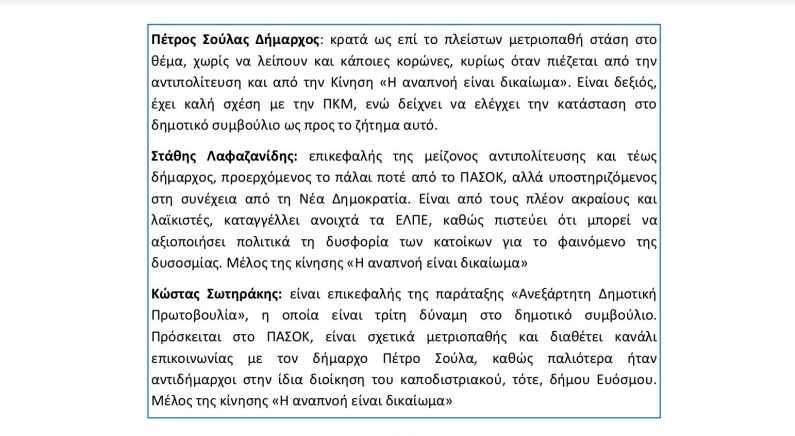 Πέτρος Σούλας Δήμαρχος: κρατά ως επί το πλείστων μετριοπαθή στάση στο
θέμα, χωρίς να λείπουν και κάποιες κορώνες, κυρίως όταν πιέζεται από την
αντιπολίτευση και από την Κίνηση «Η αναπνοή είναι δικαίωμα». Είναι δεξιός,
έχει καλή σχέση με την ΠΚΜ, ενώ δείχνει να ελέγχει την κατάσταση στο
δημοτικό συμβούλιο ως προς το ζήτημα αυτό.
Στάθης Λαφαζανίδης: επικεφαλής της μείζονος αντιπολίτευσης και τέως
δήμαρχος, προερχόμενος το πάλαι ποτέ από το ΠΑΣΟΚ, αλλά υποστηριζόμενος
στη συνέχεια από τη Νέα Δημοκρατία. Είναι από τους πλέον ακραίους και
λαϊκιστές, καταγγέλλει ανοιχτά τα ΕΛΠΕ, καθώς πιστεύει ότι μπορεί να
αξιοποιήσει πολιτικά τη δυσφορία των κατοίκων για το φαινόμενο της
δυσοσμίας. Μέλος της κίνησης «Η αναπνοή είναι δικαίωμα»
Κώστας Σωτηράκης: είναι επικεφαλής της παράταξης «Ανεξάρτητη Δημοτική
Πρωτοβουλία», η οποία είναι τρίτη δύναμη στο δημοτικό συμβούλιο.
Πρόσκειται στο ΠΑΣΟΚ, είναι σχετικά μετριοπαθής και διαθέτει κανάλι
επικοινωνίας με τον δήμαρχο Πέτρο Σούλα, καθώς παλιότερα ήταν
αντιδήμαρχοι στην ίδια διοίκηση του καποδιστριακού, τότε, δήμου Ευόσμου.
Μέλος της κίνησης «Η αναπνοή είναι δικαίωμα»